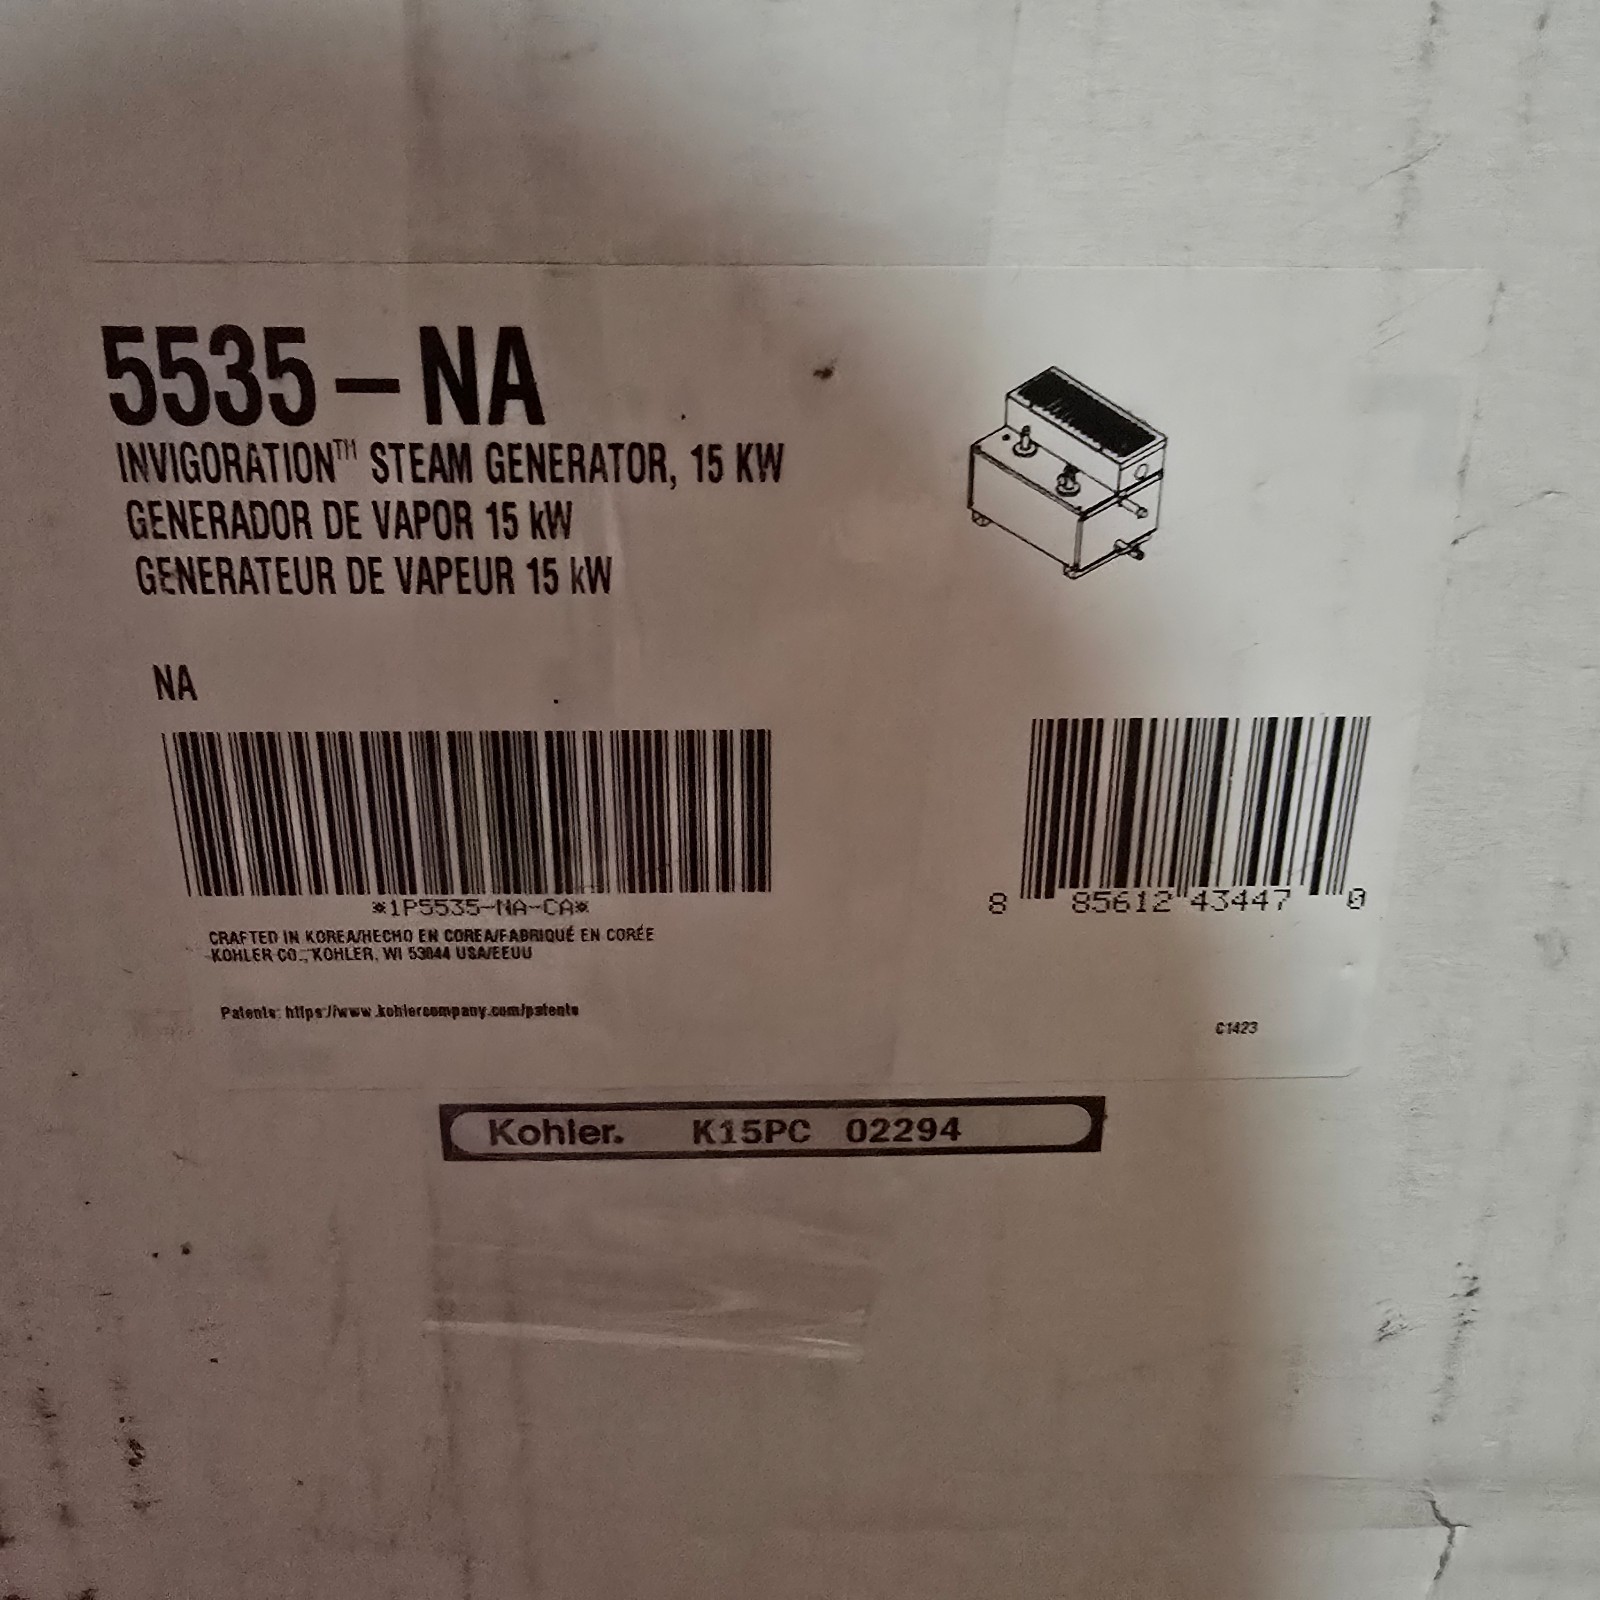 5535-NA
INVIGORATION™ STEAM GENERATOR, 15 KW
GENERADOR DE VAPOR 15 kW
GENERATEUR DE VAPEUR 15 kW
NA
*1P5535-NA-CA*
8 85612 43447 0
CRAFTED IN KOREA/HECHO EN COREA/FABRIQUÉ EN CORÉE
KOHLER CO., KOHLER, WI 53044 USA/EEUU
Patents: https://www.kohlercompany.com/patents
C1423
Kohler. K15PC 02294